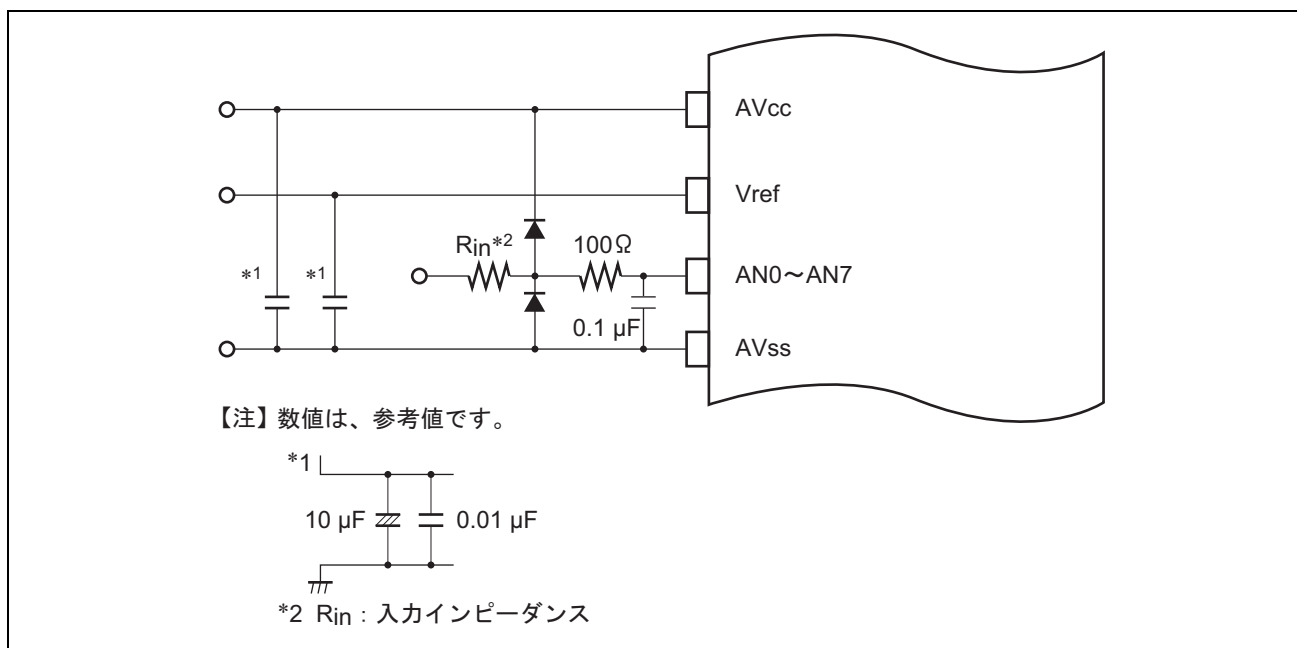 AVcc
Vref
Rin*2
100Ω
AN0～AN7
*1
*1
0.1 µF
AVss
【注】数値は、参考値です。
*1
10 µF
0.01 µF
*2 Rin：入力インピーダンス